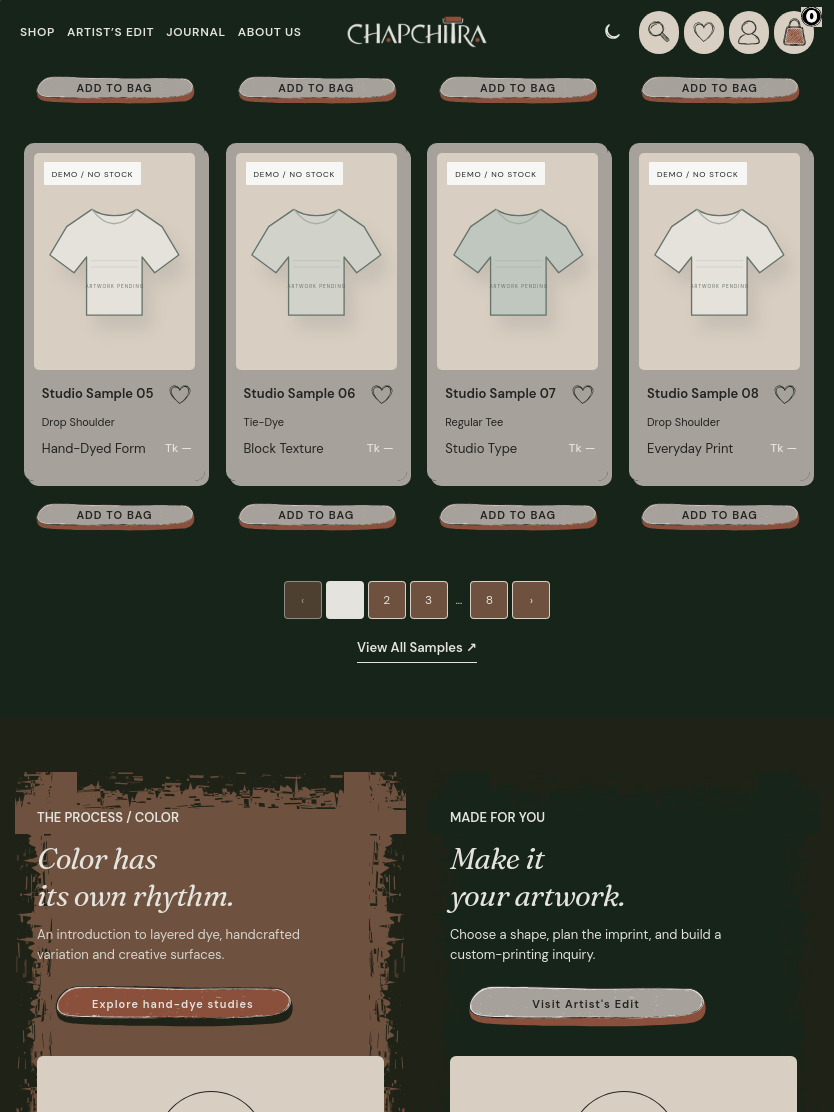 SHOP ARTIST'S EDIT JOURNAL ABOUT US
CHAPCHITRA
0
ADD TO BAG ADD TO BAG ADD TO BAG ADD TO BAG
DEMO / NO STOCK DEMO / NO STOCK DEMO / NO STOCK DEMO / NO STOCK
ARTWORK PENDING ARTWORK PENDING ARTWORK PENDING ARTWORK PENDING
Studio Sample 05 Studio Sample 06 Studio Sample 07 Studio Sample 08
Drop Shoulder Tie-Dye Regular Tee Drop Shoulder
Hand-Dyed Form Tk — Block Texture Tk — Studio Type Tk — Everyday Print Tk —
ADD TO BAG ADD TO BAG ADD TO BAG ADD TO BAG
‹ 2 3 … 8 ›
View All Samples ↗
THE PROCESS / COLOR
Color has
its own rhythm.
An introduction to layered dye, handcrafted
variation and creative surfaces.
Explore hand-dye studies
MADE FOR YOU
Make it
your artwork.
Choose a shape, plan the imprint, and build a
custom-printing inquiry.
Visit Artist's Edit